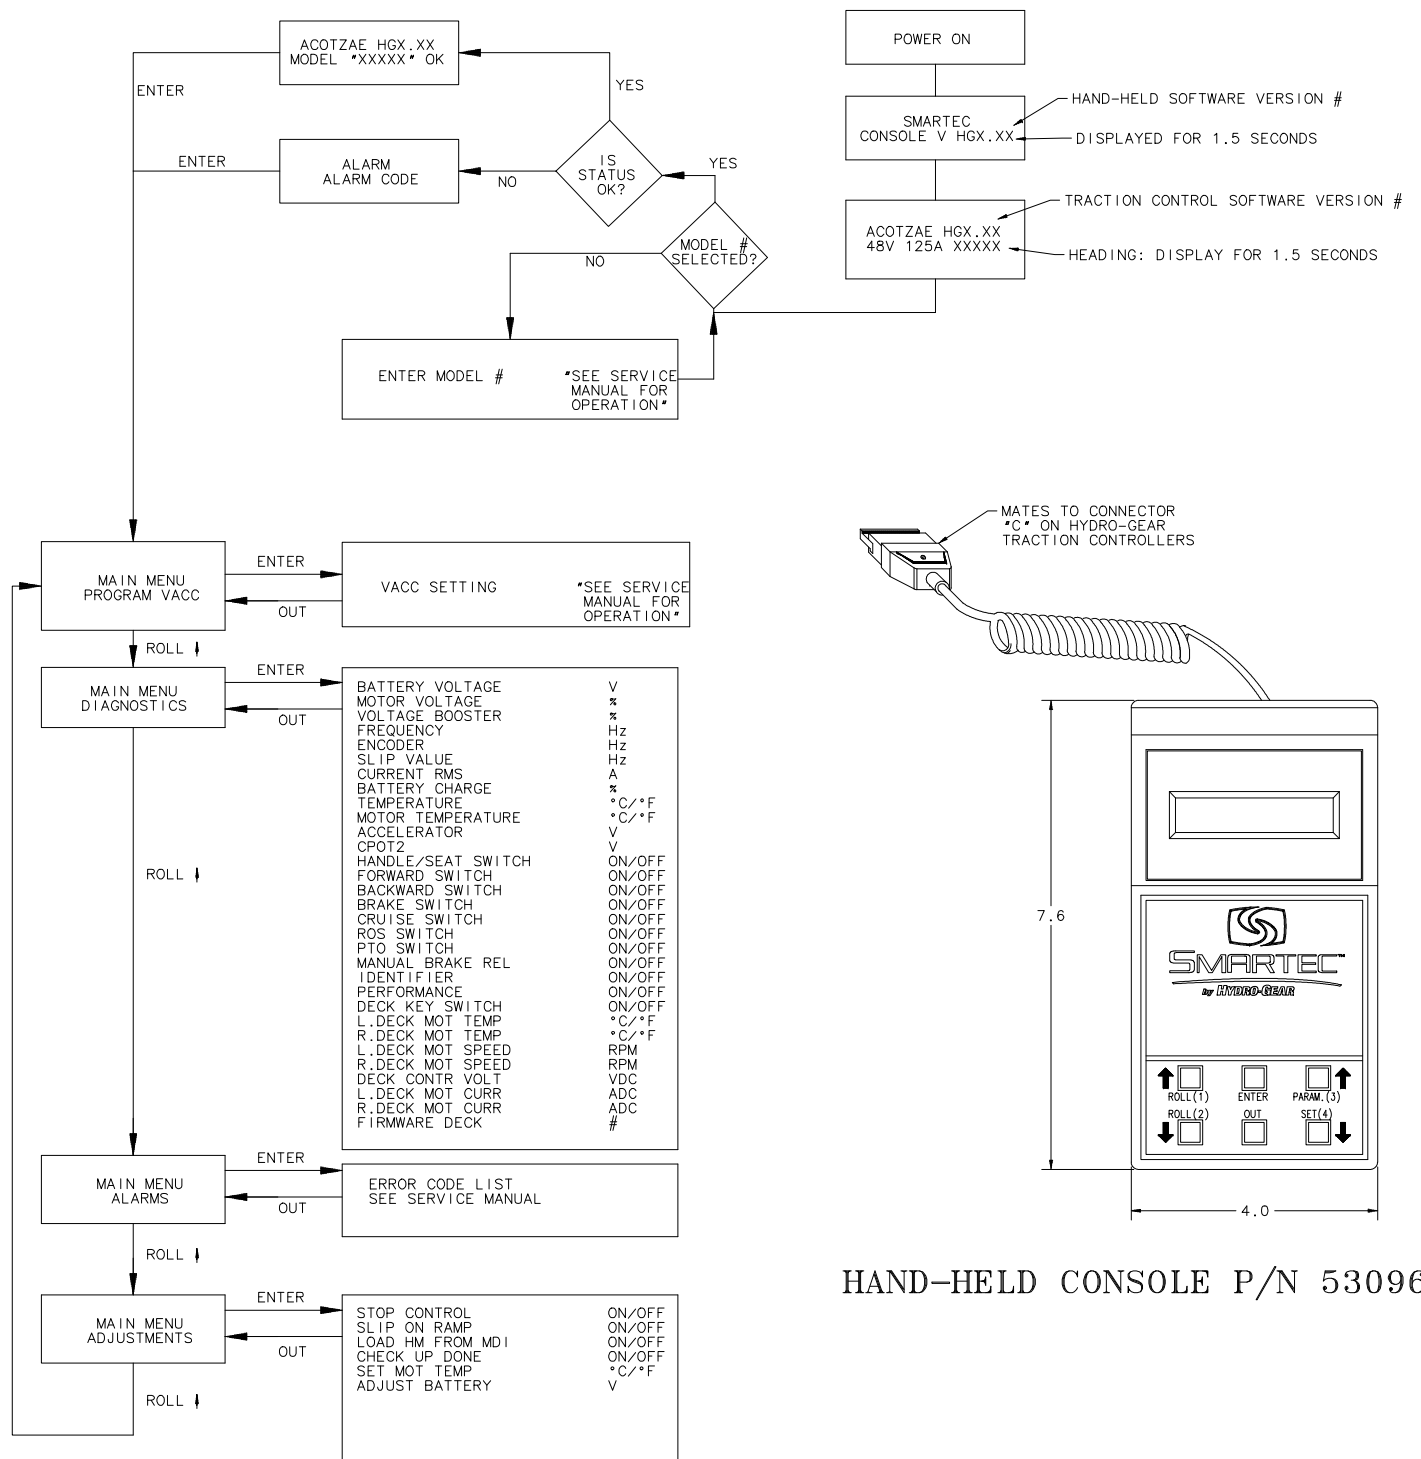 POWER ON
SMARTEC
CONSOLE V HGX.XX
HAND-HELD SOFTWARE VERSION #
DISPLAYED FOR 1.5 SECONDS
ACOTZAE HGX.XX
48V 125A XXXXX
TRACTION CONTROL SOFTWARE VERSION #
HEADING: DISPLAY FOR 1.5 SECONDS
ACOTZAE HGX.XX
MODEL "XXXXX" OK
ENTER
YES
ALARM
ALARM CODE
ENTER
NO
IS
STATUS
OK?
YES
MODEL #
SELECTED?
NO
ENTER MODEL #
"SEE SERVICE
MANUAL FOR
OPERATION"
MAIN MENU
PROGRAM VACC
ENTER
OUT
VACC SETTING
"SEE SERVICE
MANUAL FOR
OPERATION"
ROLL
MAIN MENU
DIAGNOSTICS
ENTER
OUT
BATTERY VOLTAGE V
MOTOR VOLTAGE %
VOLTAGE BOOSTER %
FREQUENCY Hz
ENCODER Hz
SLIP VALUE Hz
CURRENT RMS A
BATTERY CHARGE %
TEMPERATURE °C/°F
MOTOR TEMPERATURE °C/°F
ACCELERATOR V
CPOT2 V
HANDLE/SEAT SWITCH ON/OFF
FORWARD SWITCH ON/OFF
BACKWARD SWITCH ON/OFF
BRAKE SWITCH ON/OFF
CRUISE SWITCH ON/OFF
ROS SWITCH ON/OFF
PTO SWITCH ON/OFF
MANUAL BRAKE REL ON/OFF
IDENTIFIER ON/OFF
PERFORMANCE ON/OFF
DECK KEY SWITCH ON/OFF
L.DECK MOT TEMP °C/°F
R.DECK MOT TEMP °C/°F
L.DECK MOT SPEED RPM
R.DECK MOT SPEED RPM
DECK CONTR VOLT VDC
L.DECK MOT CURR ADC
R.DECK MOT CURR ADC
FIRMWARE DECK #
ROLL
MAIN MENU
ALARMS
ENTER
OUT
ERROR CODE LIST
SEE SERVICE MANUAL
ROLL
MAIN MENU
ADJUSTMENTS
ENTER
OUT
STOP CONTROL ON/OFF
SLIP ON RAMP ON/OFF
LOAD HM FROM MDI ON/OFF
CHECK UP DONE ON/OFF
SET MOT TEMP °C/°F
ADJUST BATTERY V
ROLL
MATES TO CONNECTOR
"C" ON HYDRO-GEAR
TRACTION CONTROLLERS
7.6
SMARTEC™
by HYDRO-GEAR
ROLL(1) ENTER PARAM.(3)
ROLL(2) OUT SET(4)
4.0
HAND-HELD CONSOLE P/N 53096